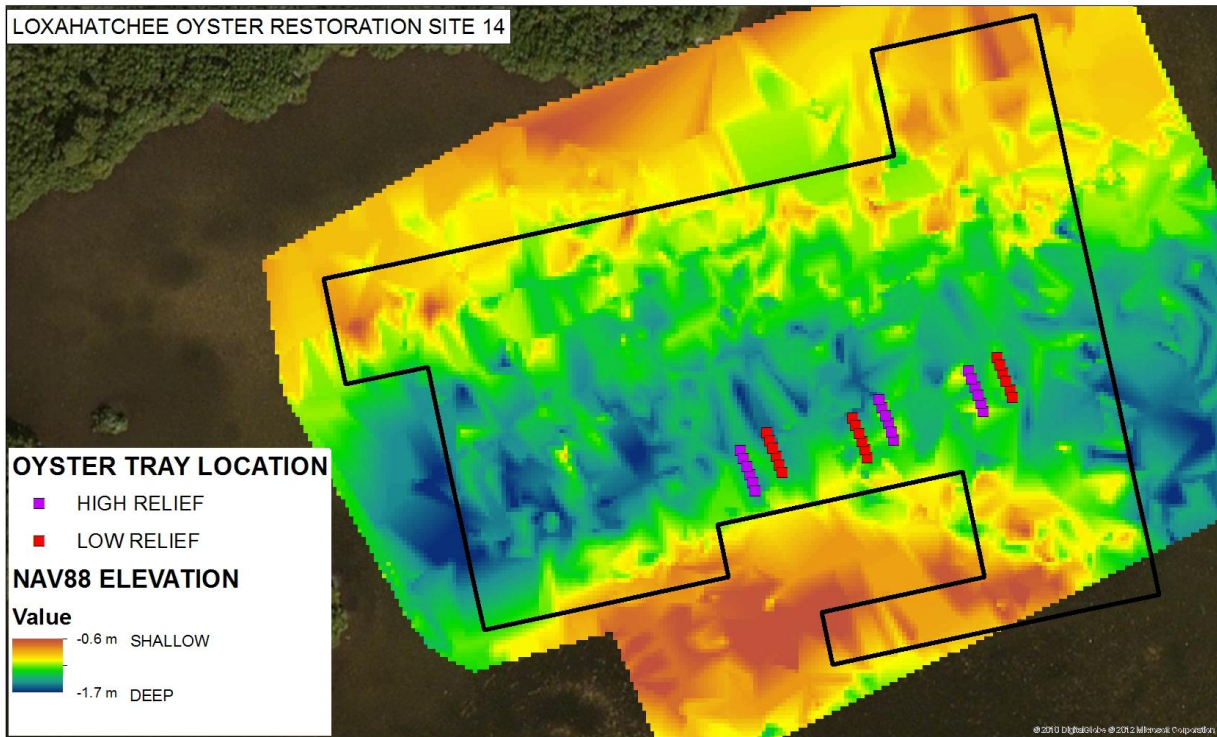 LOXAHATCHEE OYSTER RESTORATION SITE 14
OYSTER TRAY LOCATION
HIGH RELIEF
LOW RELIEF
NAV88 ELEVATION
Value
-0.6 m SHALLOW
-1.7 m DEEP
© 2010 DigitalGlobe © 2012 Microsoft Corporation